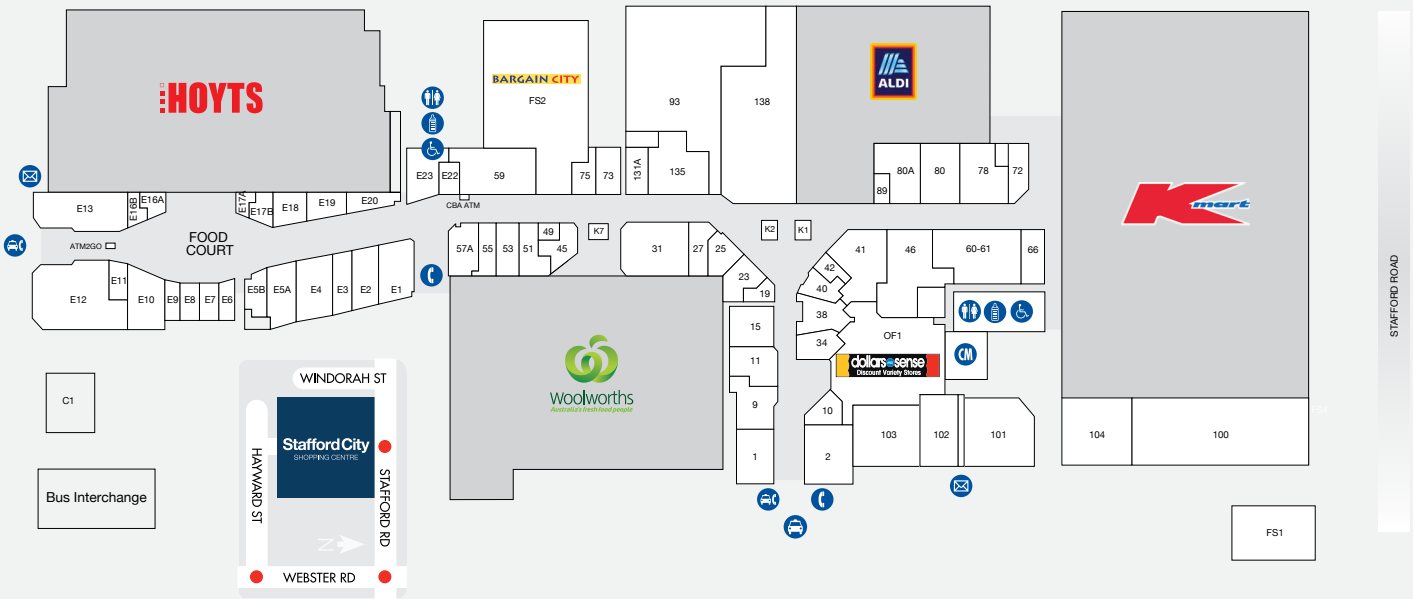 HOYTS
BARGAIN CITY
FS2
93
138
ALDI
Kmart
STAFFORD ROAD
E13
E16B
E16A
E17A
E17B
E18
E19
E20
E23
E22
59
75
73
131A
135
89
80A
80
78
72
CBA ATM
ATM2GO
FOOD
COURT
57A
55
53
51
49
45
K7
31
27
25
23
19
K2
K1
41
42
40
38
34
46
60-61
66
E12
E11
E10
E9
E8
E7
E6
E5B
E5A
E4
E3
E2
E1
15
11
9
1
OF1
dollars sense
Discount Variety Stores
CM
Woolworths
Australia's fresh food people
10
2
103
102
101
104
100
C1
Bus Interchange
WINDORAH ST
Stafford City
SHOPPING CENTRE
HAYWARD ST
STAFFORD RD
N
WEBSTER RD
FS1